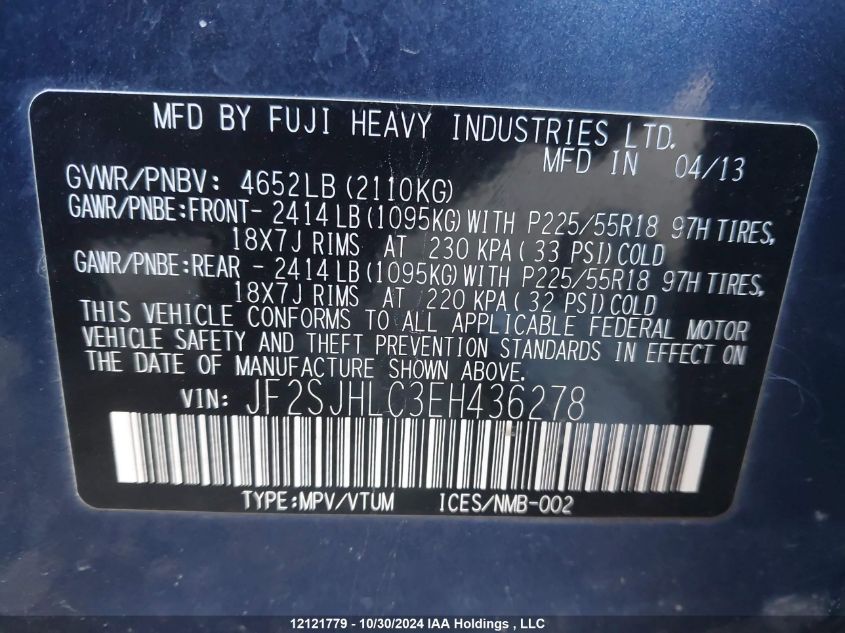 MFD BY FUJI HEAVY INDUSTRIES LTD.
MFD IN 04/13
GVWR/PNBV: 4652LB (2110KG)
GAWR/PNBE:FRONT- 2414 LB (1095KG) WITH P225/55R18 97H TIRES,
18X7J RIMS AT 230 KPA ( 33 PSI) COLD
GAWR/PNBE:REAR - 2414 LB (1095KG) WITH P225/55R18 97H TIRES,
18X7J RIMS AT 220 KPA ( 32 PSI) COLD
THIS VEHICLE CONFORMS TO ALL APPLICABLE FEDERAL MOTOR
VEHICLE SAFETY AND THEFT PREVENTION STANDARDS IN EFFECT ON
THE DATE OF MANUFACTURE SHOWN ABOVE.
VIN: JF2SJHLC3EH436278
TYPE:MPV/VTUM ICES/NMB-002
12121779 - 10/30/2024 IAA Holdings , LLC